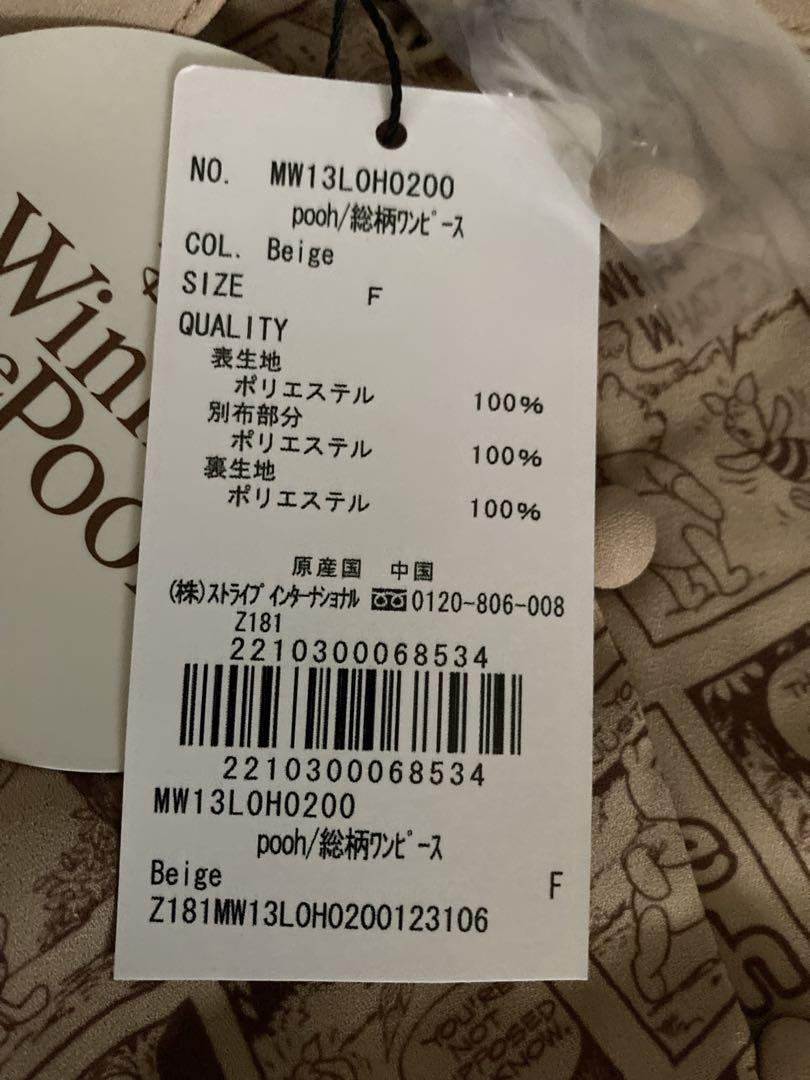 NO. MW13L0H0200
pooh/総柄ワンピース
COL. Beige
SIZE F
QUALITY
表生地
ポリエステル 100%
別布部分
ポリエステル 100%
裏生地
ポリエステル 100%
原産国 中国
(株)ストライプ インターナショナル 0120-806-008
Z181
2210300068534
2210300068534
MW13L0H0200
pooh/総柄ワンピース
Beige F
Z181MW13L0H0200123106
YOU'RE
NOT
KNOW.